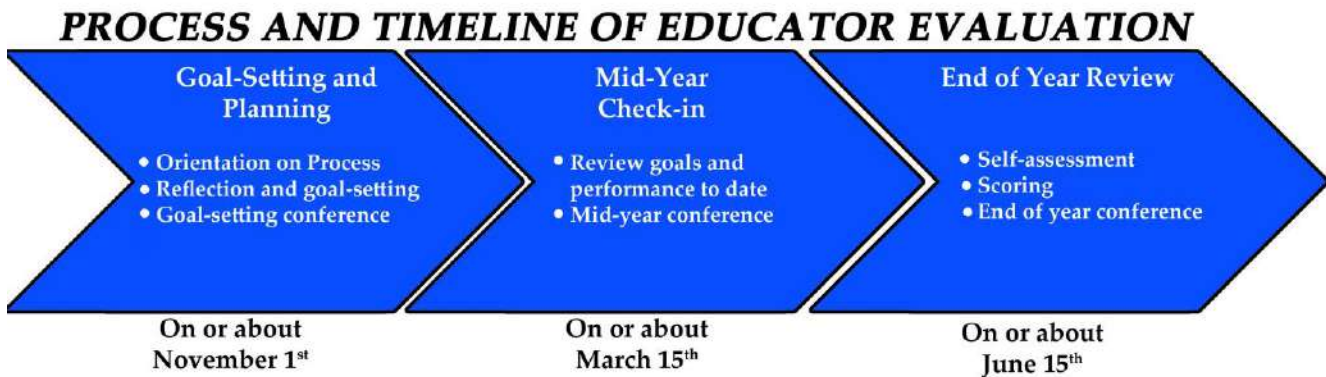 PROCESS AND TIMELINE OF EDUCATOR EVALUATION
Goal-Setting and
Planning
• Orientation on Process
• Reflection and goal-setting
• Goal-setting conference
On or about
November 1st
Mid-Year
Check-in
• Review goals and
performance to date
• Mid-year conference
On or about
March 15th
End of Year Review
• Self-assessment
• Scoring
• End of year conference
On or about
June 15th